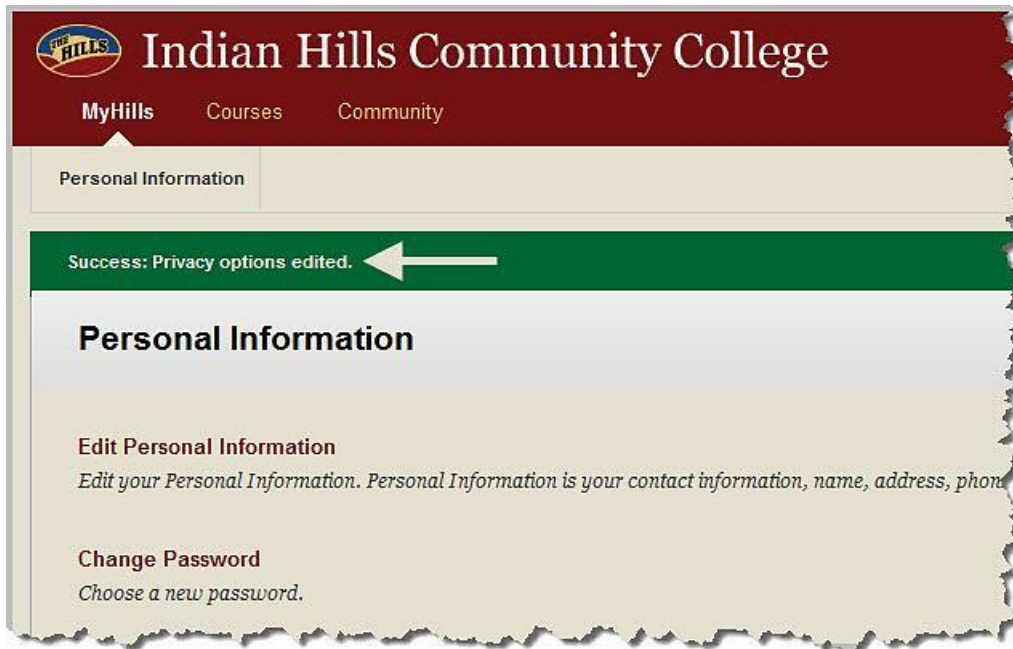 THE HILLS
Indian Hills Community College
MyHills Courses Community
Personal Information
Success: Privacy options edited.
Personal Information
Edit Personal Information
Edit your Personal Information. Personal Information is your contact information, name, address, phon
Change Password
Choose a new password.